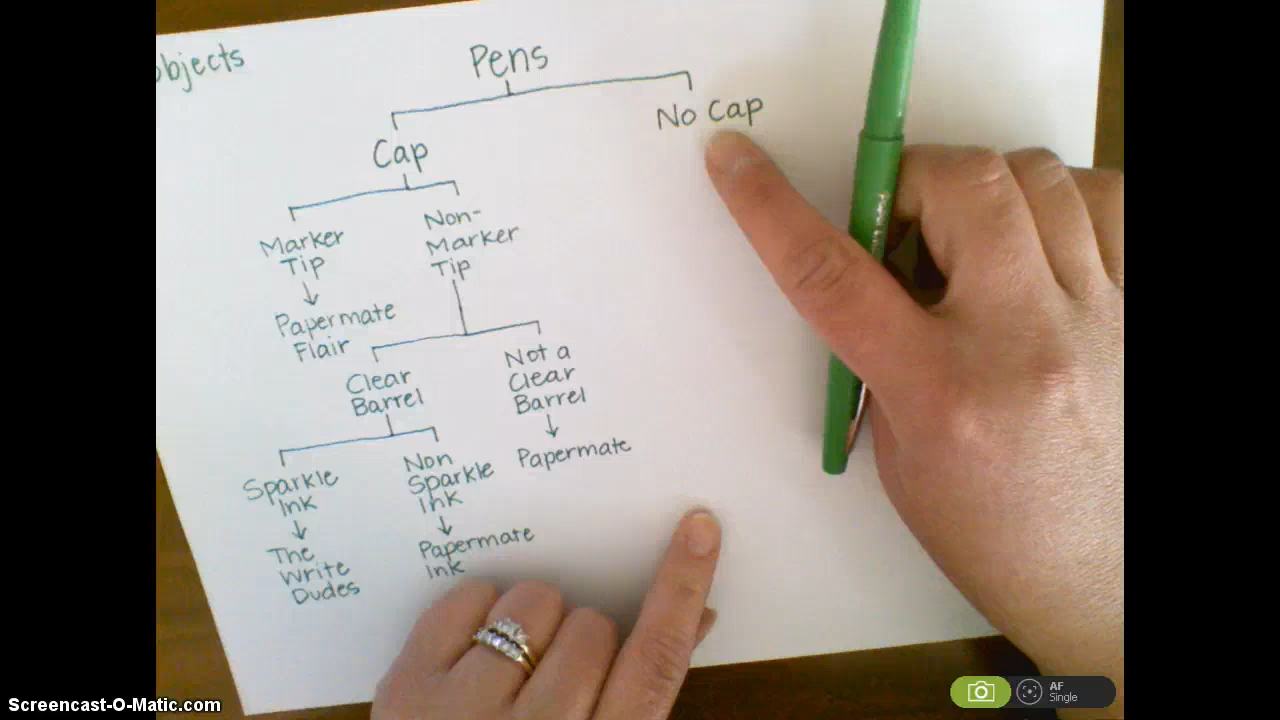 objects
Pens
No Cap
Cap
Marker
Tip
Papermate
Flair
Non-
Marker
Tip
Clear
Barrel
Not a
Clear
Barrel
Papermate
Sparkle
Ink
The
Write
Dudes
Non
Sparkle
Ink
Papermate
Ink
Screencast-O-Matic.com
AF
Single